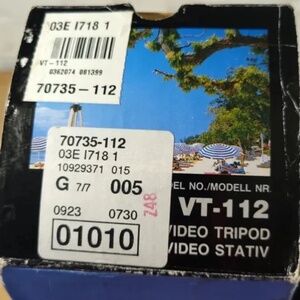 03E I718 1
VT-112
0362074 081399
70735-112
70735-112
03E I718 1
10929371 015
G 7/7 005
248
0923 0730
01010
DEL NO./MODELL NR.
VT-112
VIDEO TRIPOD
VIDEO STATIV